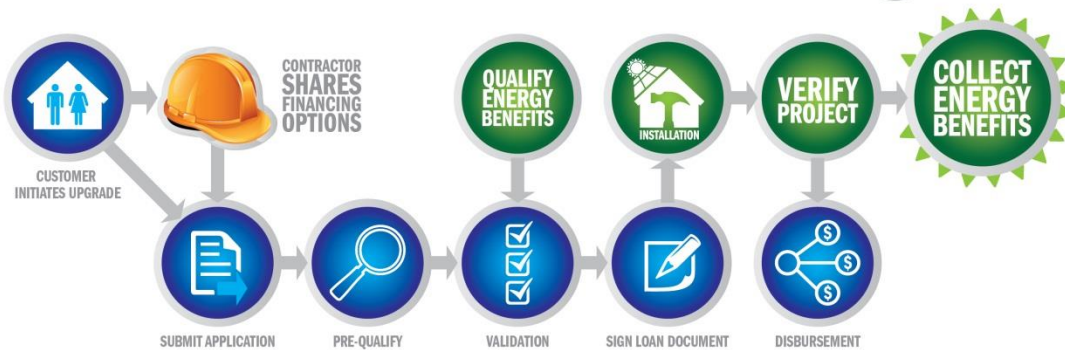 CUSTOMER
INITIATES UPGRADE
CONTRACTOR
SHARES
FINANCING
OPTIONS
QUALIFY
ENERGY
BENEFITS
INSTALLATION
VERIFY
PROJECT
COLLECT
ENERGY
BENEFITS
$
$
$
SUBMIT APPLICATION
PRE-QUALIFY
VALIDATION
SIGN LOAN DOCUMENT
DISBURSEMENT